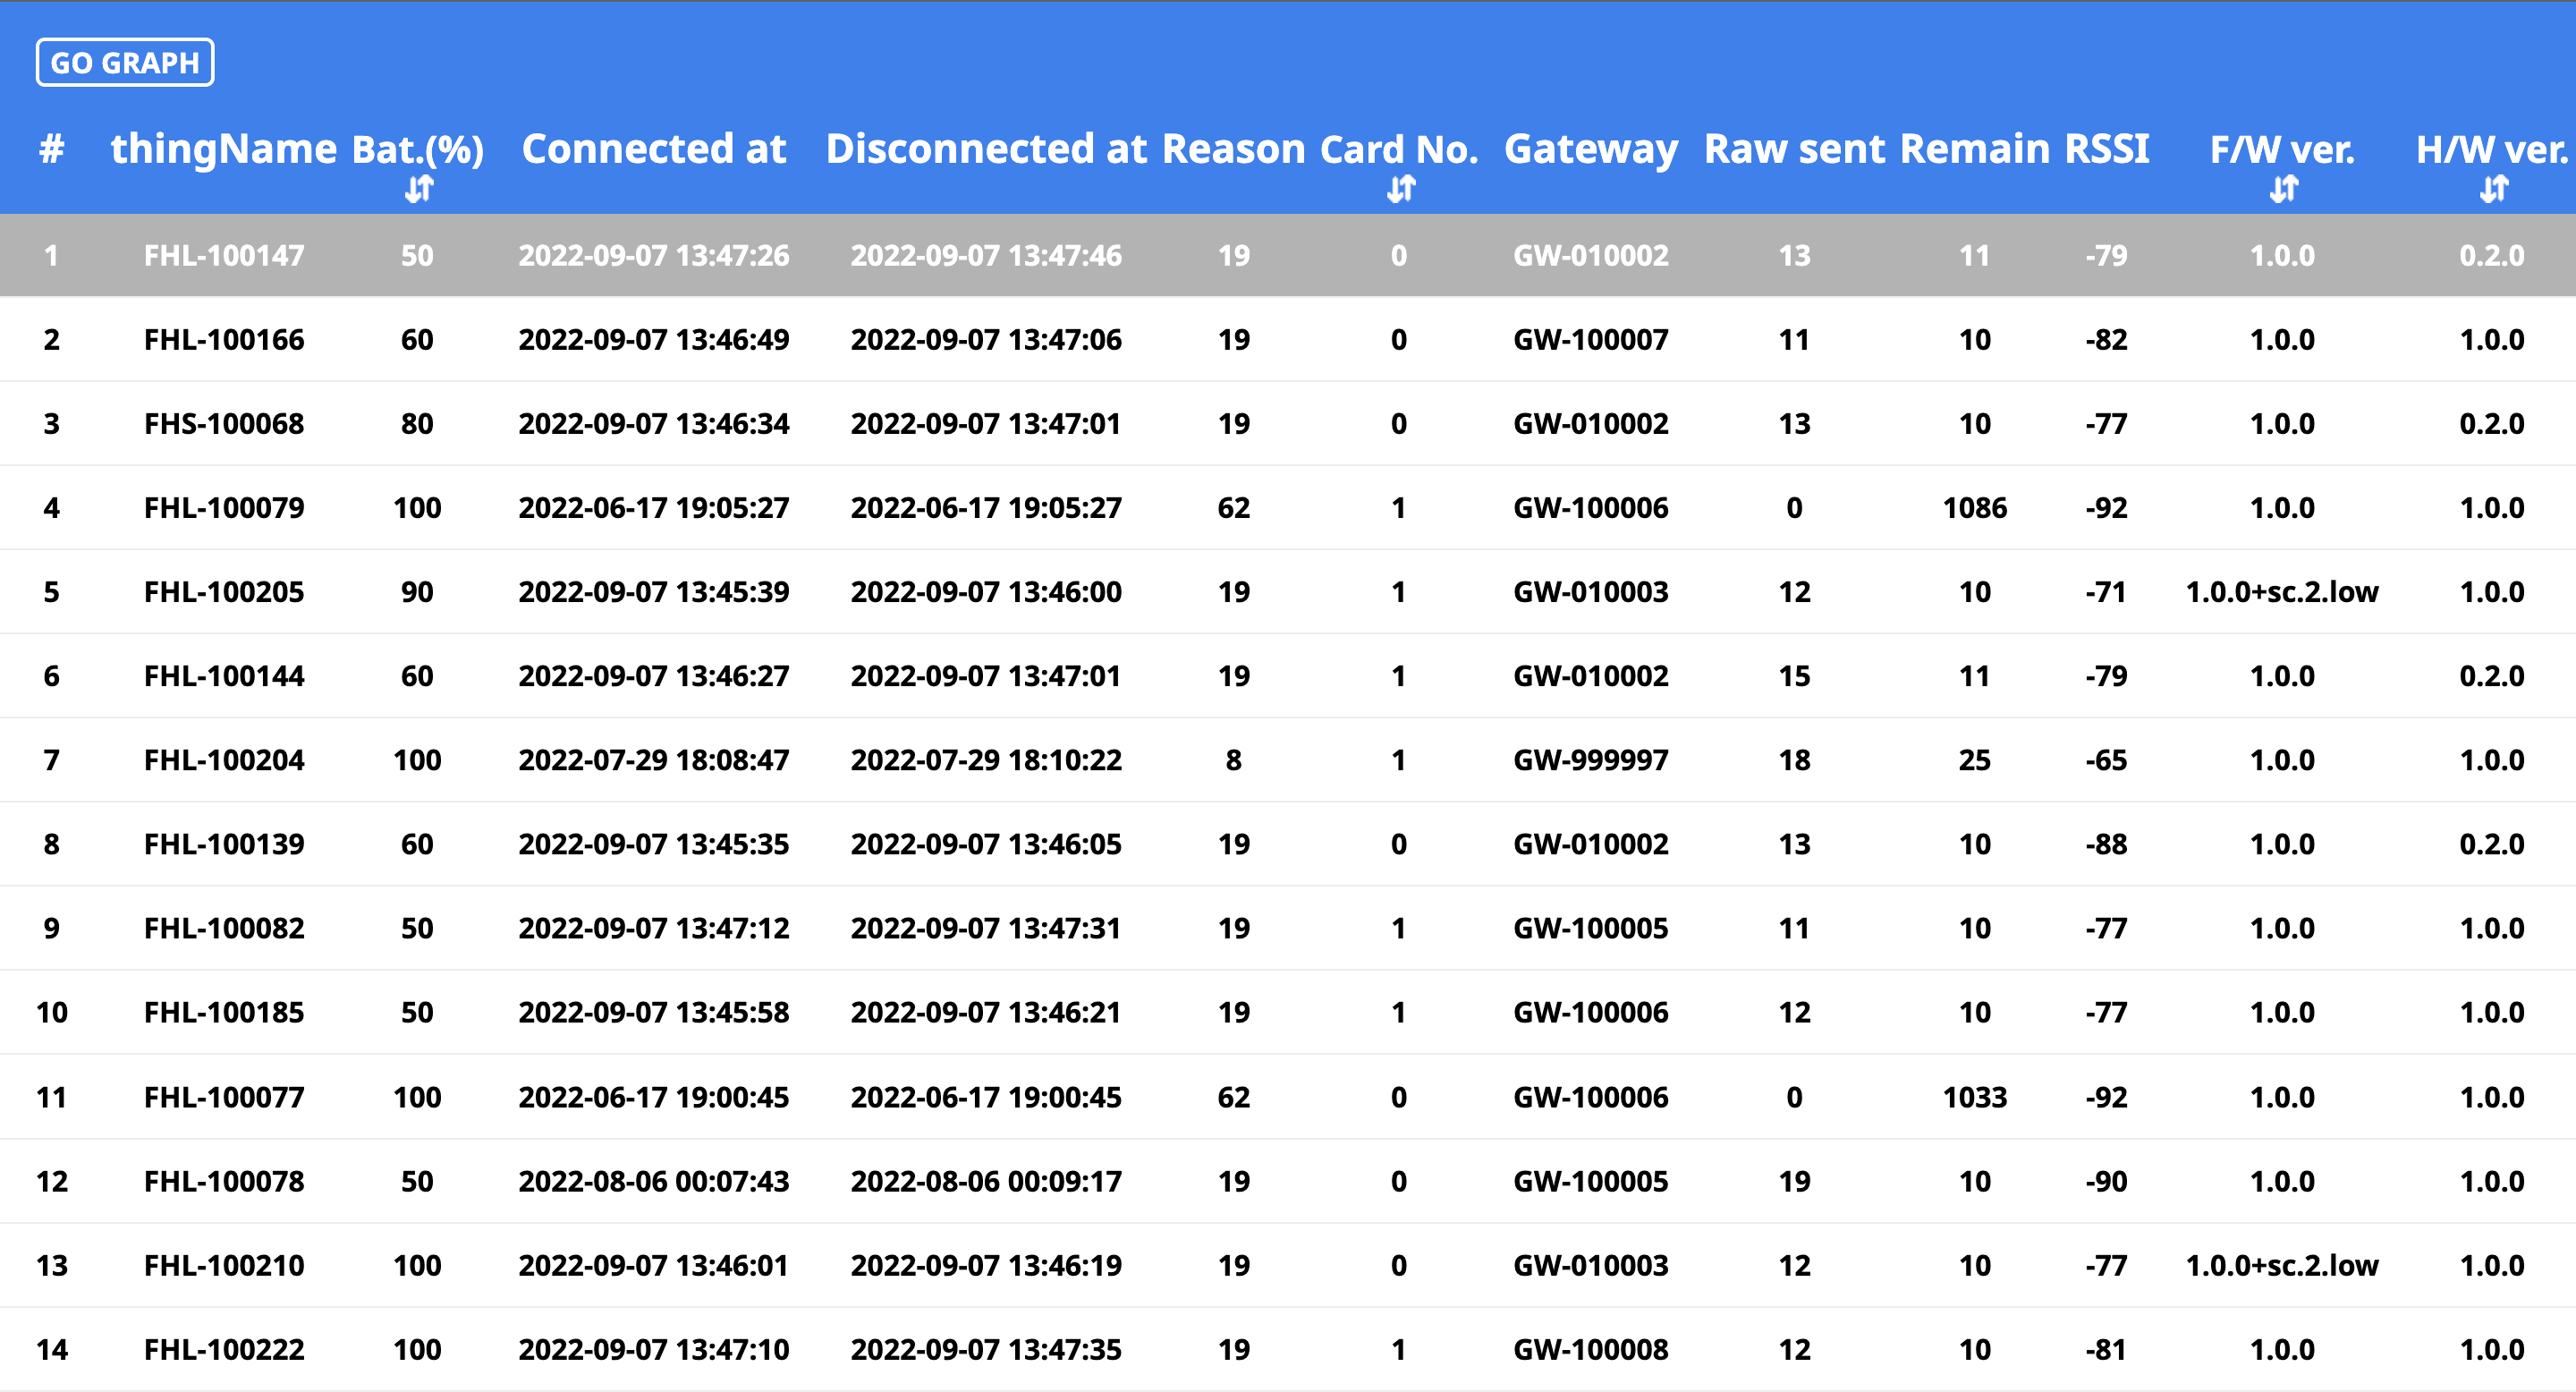 GO GRAPH
# thingName Bat.(%) Connected at Disconnected at Reason Card No. Gateway Raw sent Remain RSSI F/W ver. H/W ver.
1 FHL-100147 50 2022-09-07 13:47:26 2022-09-07 13:47:46 19 0 GW-010002 13 11 -79 1.0.0 0.2.0
2 FHL-100166 60 2022-09-07 13:46:49 2022-09-07 13:47:06 19 0 GW-100007 11 10 -82 1.0.0 1.0.0
3 FHS-100068 80 2022-09-07 13:46:34 2022-09-07 13:47:01 19 0 GW-010002 13 10 -77 1.0.0 0.2.0
4 FHL-100079 100 2022-06-17 19:05:27 2022-06-17 19:05:27 62 1 GW-100006 0 1086 -92 1.0.0 1.0.0
5 FHL-100205 90 2022-09-07 13:45:39 2022-09-07 13:46:00 19 1 GW-010003 12 10 -71 1.0.0+sc.2.low 1.0.0
6 FHL-100144 60 2022-09-07 13:46:27 2022-09-07 13:47:01 19 1 GW-010002 15 11 -79 1.0.0 0.2.0
7 FHL-100204 100 2022-07-29 18:08:47 2022-07-29 18:10:22 8 1 GW-999997 18 25 -65 1.0.0 1.0.0
8 FHL-100139 60 2022-09-07 13:45:35 2022-09-07 13:46:05 19 0 GW-010002 13 10 -88 1.0.0 0.2.0
9 FHL-100082 50 2022-09-07 13:47:12 2022-09-07 13:47:31 19 1 GW-100005 11 10 -77 1.0.0 1.0.0
10 FHL-100185 50 2022-09-07 13:45:58 2022-09-07 13:46:21 19 1 GW-100006 12 10 -77 1.0.0 1.0.0
11 FHL-100077 100 2022-06-17 19:00:45 2022-06-17 19:00:45 62 0 GW-100006 0 1033 -92 1.0.0 1.0.0
12 FHL-100078 50 2022-08-06 00:07:43 2022-08-06 00:09:17 19 0 GW-100005 19 10 -90 1.0.0 1.0.0
13 FHL-100210 100 2022-09-07 13:46:01 2022-09-07 13:46:19 19 0 GW-010003 12 10 -77 1.0.0+sc.2.low 1.0.0
14 FHL-100222 100 2022-09-07 13:47:10 2022-09-07 13:47:35 19 1 GW-100008 12 10 -81 1.0.0 1.0.0